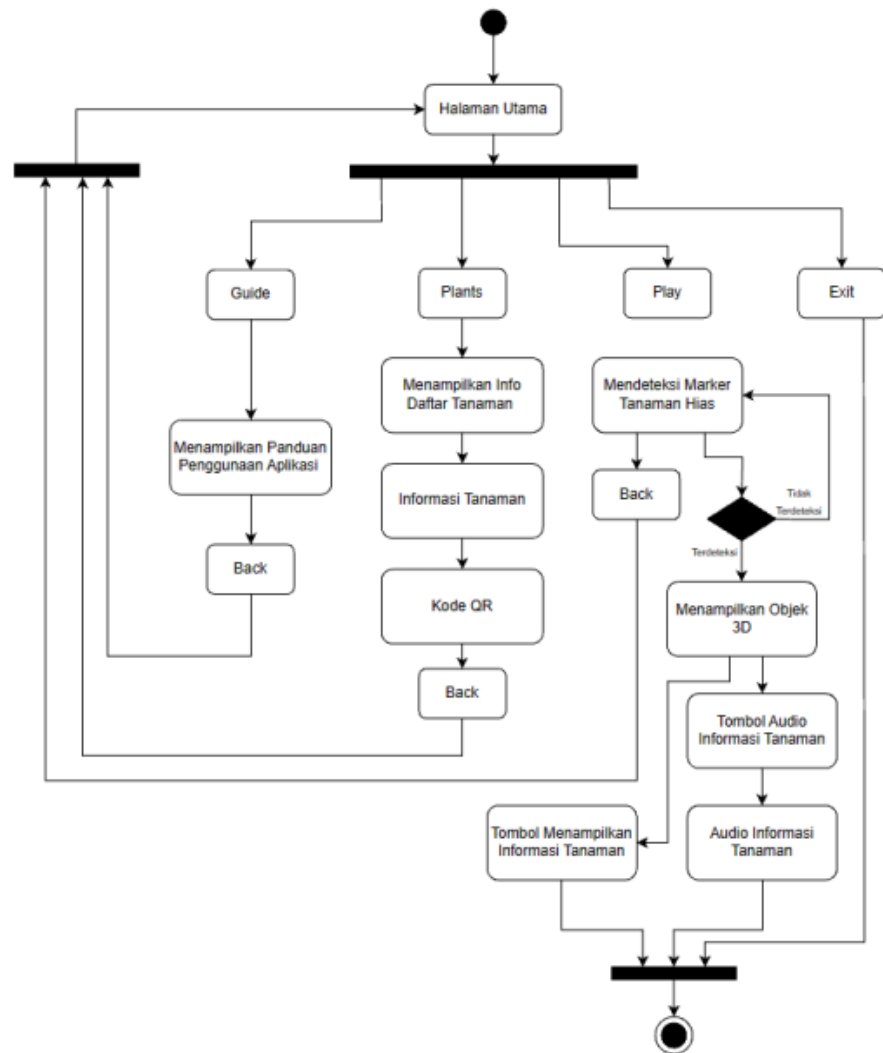 Halaman Utama
Guide
Plants
Play
Exit
Menampilkan Info
Daftar Tanaman
Mendeteksi Marker
Tanaman Hias
Menampilkan Panduan
Penggunaan Aplikasi
Informasi Tanaman
Back
Tidak
Terdeteksi
Terdeteksi
Back
Kode QR
Menampilkan Objek
3D
Back
Tombol Audio
Informasi Tanaman
Tombol Menampilkan
Informasi Tanaman
Audio Informasi
Tanaman